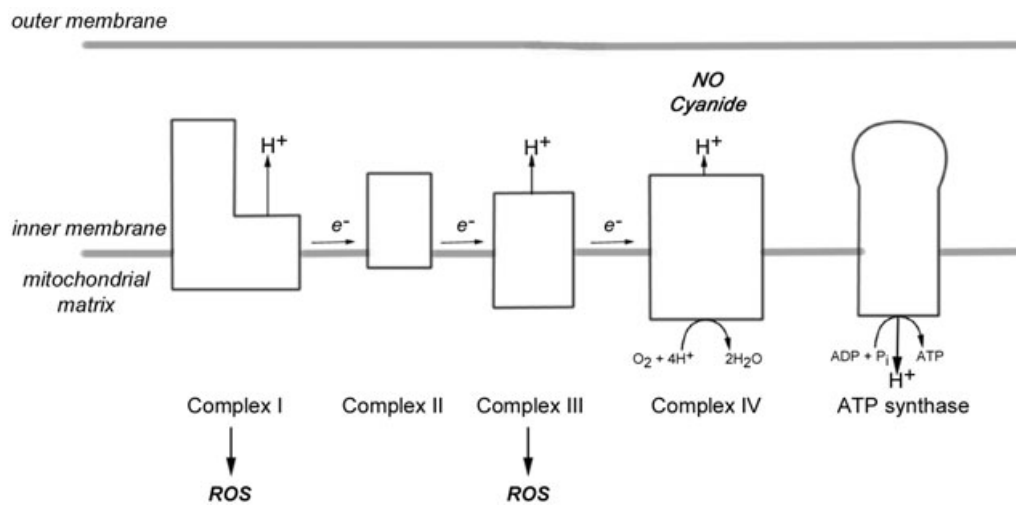 outer membrane
NO
Cyanide
H⁺
H⁺
H⁺
inner membrane
e⁻
e⁻
e⁻
mitochondrial
matrix
O₂ + 4H⁺
2H₂O
ADP + Pᵢ
ATP
H⁺
Complex I
Complex II
Complex III
Complex IV
ATP synthase
ROS
ROS